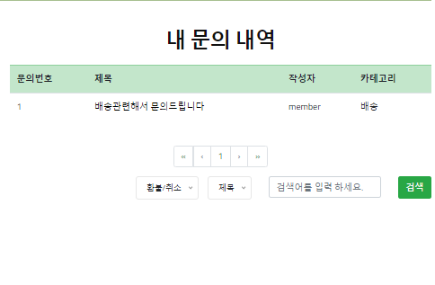 내 문의 내역
문의번호 제목 작성자 카테고리
1 배송관련해서 문의드립니다 member 배송
« ‹ 1 › »
환불/취소 제목 검색어를 입력 하세요. 검색